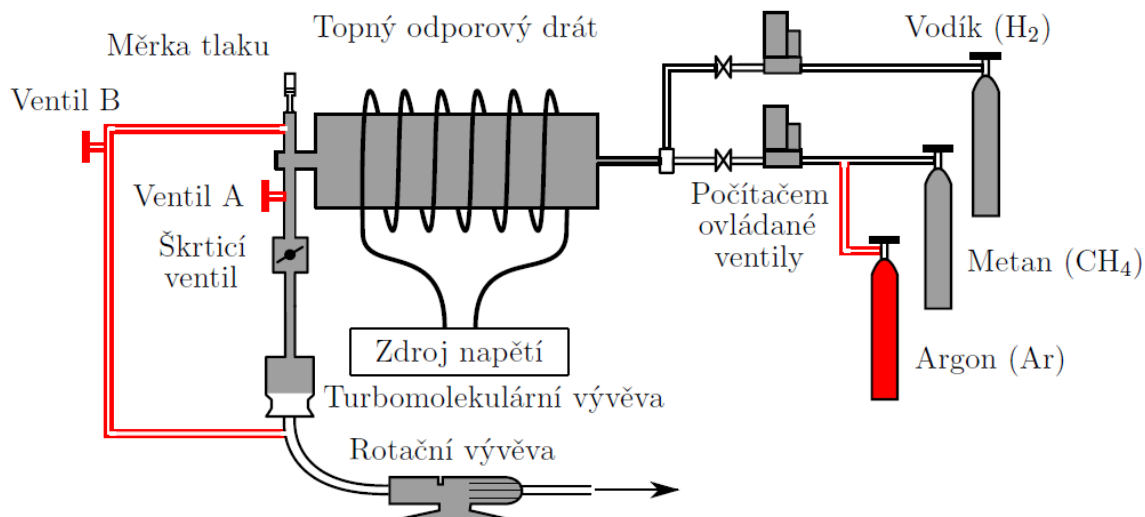 Topný odporový drát
Vodík (H₂)
Měrka tlaku
Ventil B
Ventil A
Počítačem
ovládané
ventily
Škrticí
ventil
Metan (CH₄)
Zdroj napětí
Argon (Ar)
Turbomolekulární vývěva
Rotační vývěva